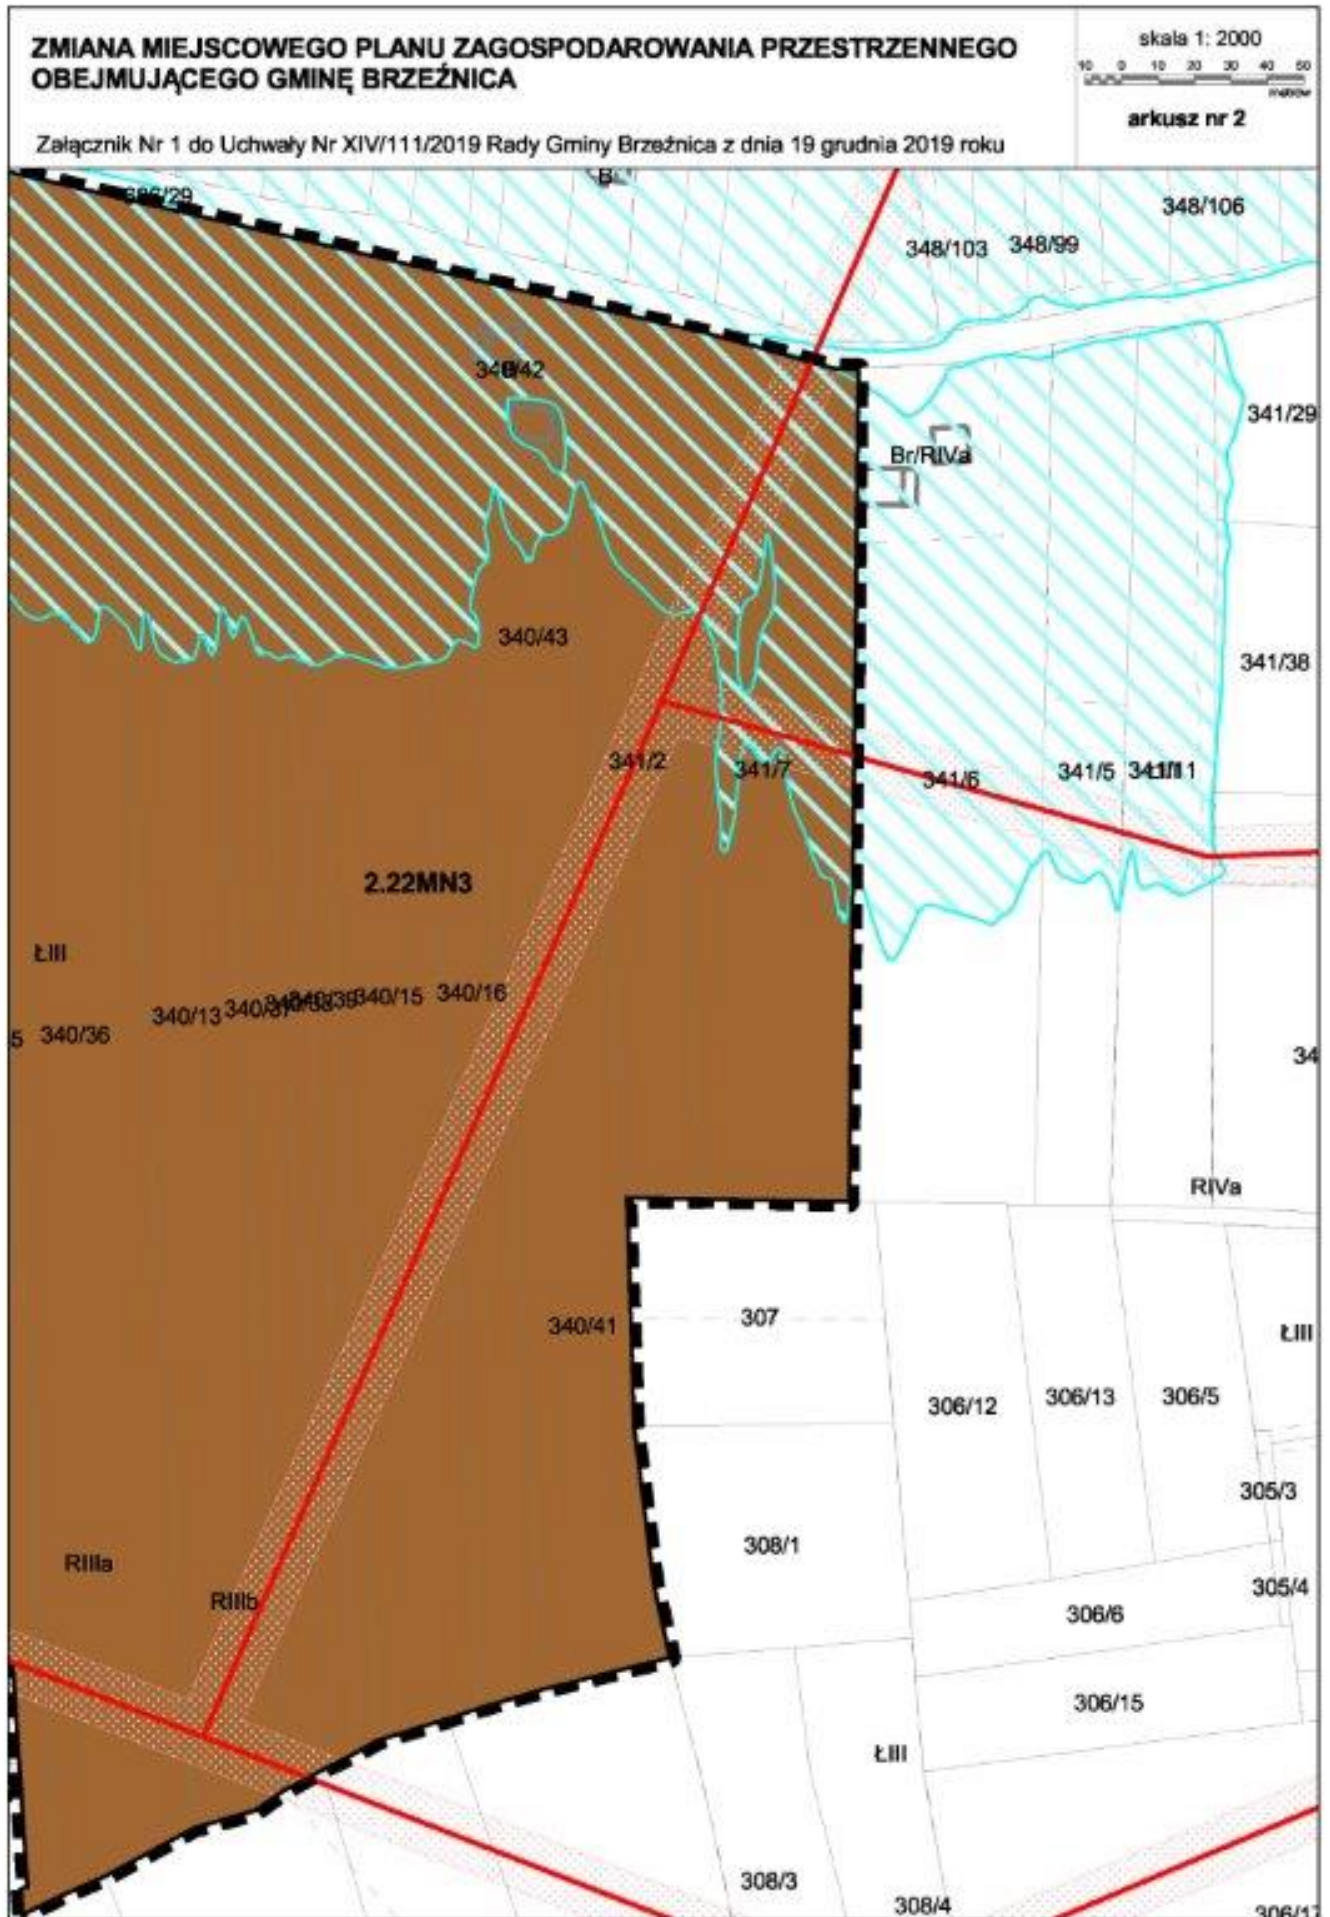 ZMIANA MIEJSCOWEGO PLANU ZAGOSPODAROWANIA PRZESTRZENNEGO
OBEJMUJĄCEGO GMINĘ BRZEŹNICA
Załącznik Nr 1 do Uchwały Nr XIV/111/2019 Rady Gminy Brzeźnica z dnia 19 grudnia 2019 roku
skala 1: 2000
10 0 10 20 30 40 50
metrów
arkusz nr 2
B
348/106
348/103
348/99
341/29
Br/RIVa
340/43
341/38
341/2
341/7
341/6
341/5
2.22MN3
ŁIII
340/13
340/15
340/16
5
340/36
34
RIVa
307
340/41
ŁIII
306/12
306/13
306/5
305/3
308/1
RIIIa
RIIIb
305/4
306/6
306/15
ŁIII
308/3
308/4
306/17